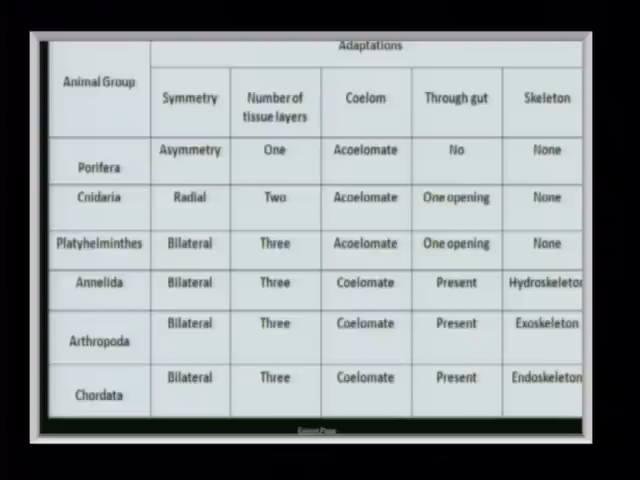 Adaptations
Animal Group
Symmetry
Number of
tissue layers
Coelom
Through gut
Skeleton
Porifera
Asymmetry
One
Acoelomate
No
None
Cnidaria
Radial
Two
Acoelomate
One opening
None
Platyhelminthes
Bilateral
Three
Acoelomate
One opening
None
Annelida
Bilateral
Three
Coelomate
Present
Hydroskeleton
Arthropoda
Bilateral
Three
Coelomate
Present
Exoskeleton
Chordata
Bilateral
Three
Coelomate
Present
Endoskeleton